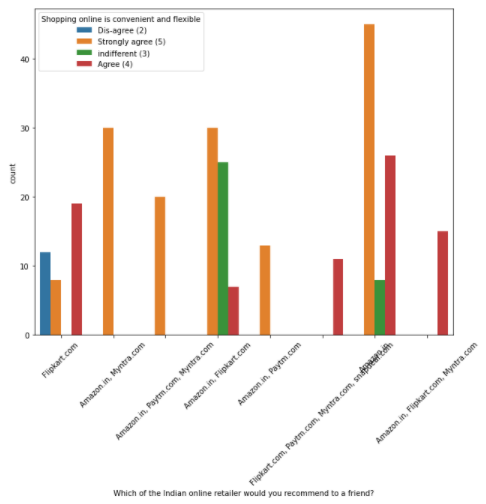 Shopping online is convenient and flexible
Dis-agree (2)
Strongly agree (5)
indifferent (3)
Agree (4)
count
40
30
20
10
0
Flipkart.com
Amazon.in, Myntra.com
Amazon.in, Paytm.com, Myntra.com
Amazon.in, Flipkart.com
Amazon.in, Paytm.com
Flipkart.com, Paytm.com, Myntra.com,
Amazon.in
Amazon.in, Flipkart.com, Myntra.com
Which of the Indian online retailer would you recommend to a friend?